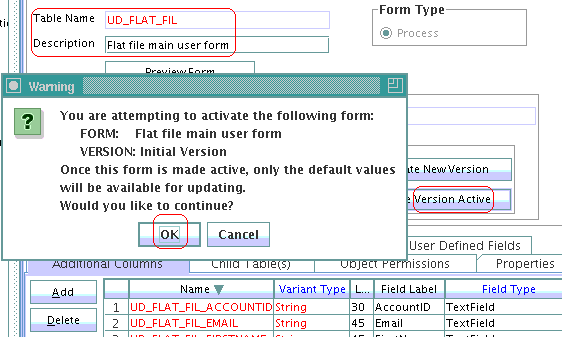 Table Name UD_FLAT_FIL
Form Type
Process
Description Flat file main user form
Preview Form
Warning
You are attempting to activate the following form:
FORM: Flat file main user form
VERSION: Initial Version
Once this form is made active, only the default values
will be available for updating.
Would you like to continue?
OK Cancel
New Version
Version Active
User Defined Fields
Additional Columns Child Table(s) Object Permissions Properties
Add
Delete
Name Variant Type L... Field Label Field Type
1 UD_FLAT_FIL_ACCOUNTID String 30 AccountID TextField
2 UD_FLAT_FIL_EMAIL String 45 Email TextField